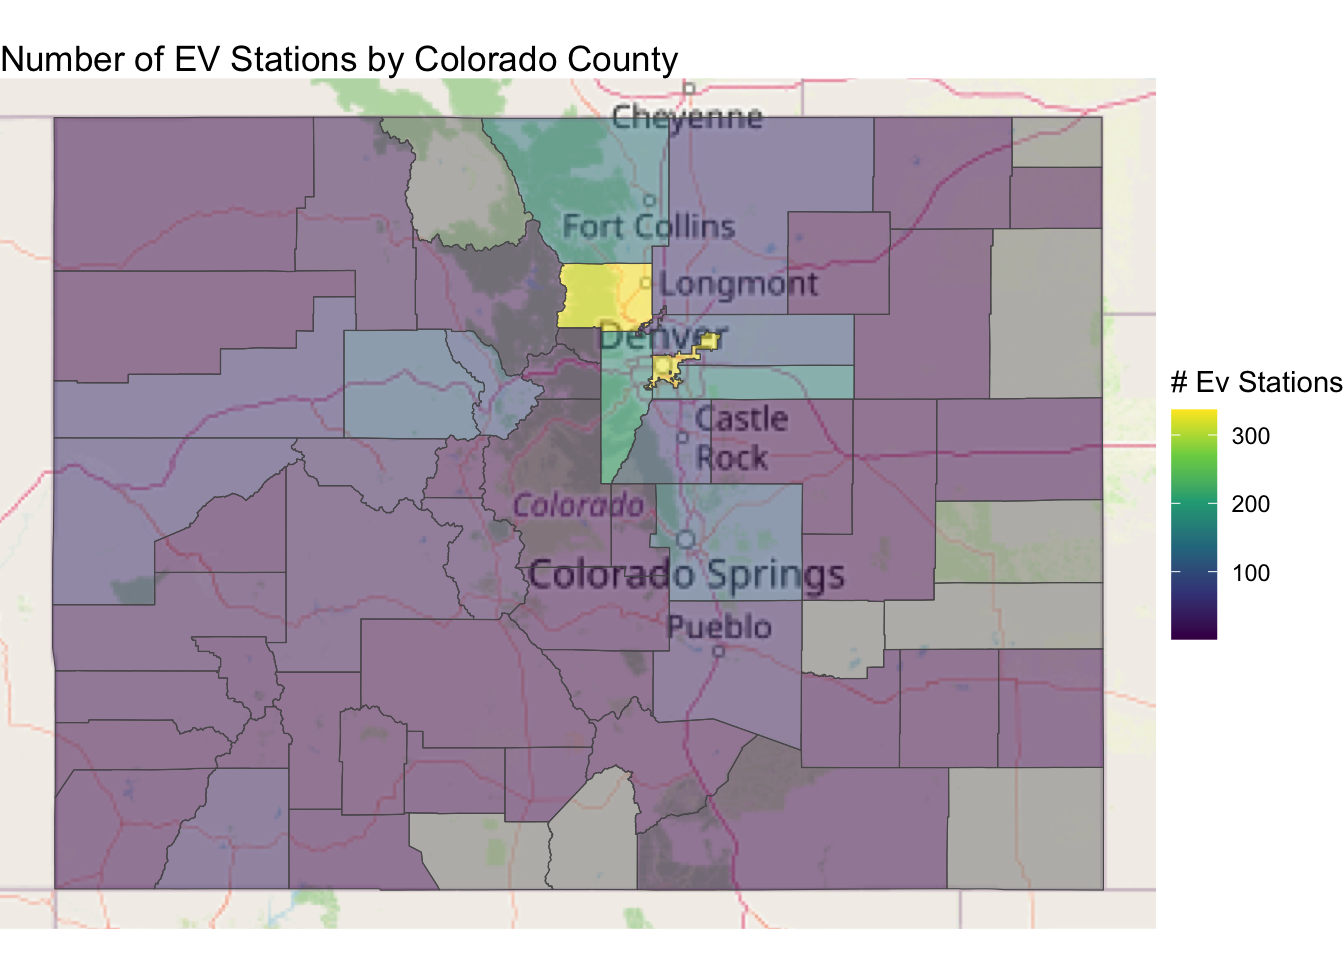 Number of EV Stations by Colorado County
Cheyenne
Fort Collins
Longmont
Denver
Castle
Rock
Colorado
Colorado Springs
Pueblo
# Ev Stations
300
200
100